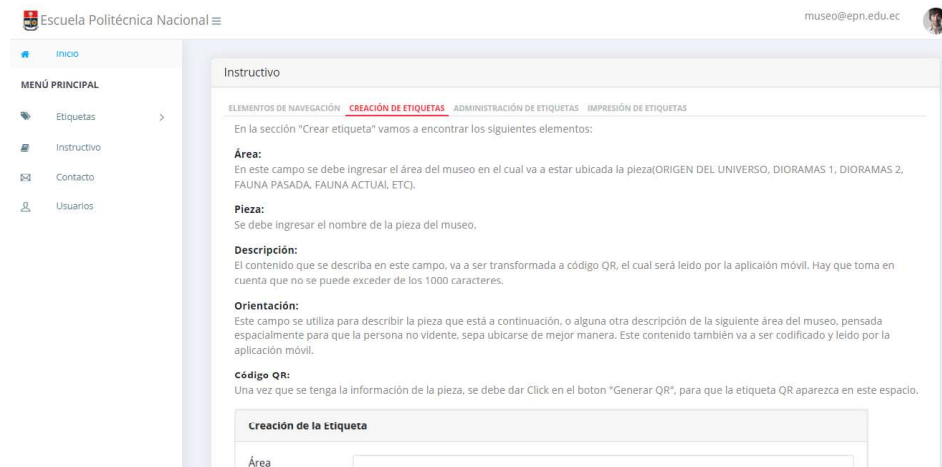 Escuela Politécnica Nacional
museo@epn.edu.ec
Inicio
MENÚ PRINCIPAL
Etiquetas
Instructivo
Contacto
Usuarios
Instructivo
ELEMENTOS DE NAVEGACIÓN CREACIÓN DE ETIQUETAS ADMINISTRACIÓN DE ETIQUETAS IMPRESIÓN DE ETIQUETAS
En la sección "Crear etiqueta" vamos a encontrar los siguientes elementos:
Área:
En este campo se debe ingresar el área del museo en el cual va a estar ubicada la pieza(ORIGEN DEL UNIVERSO, DIORAMAS 1, DIORAMAS 2,
FAUNA PASADA, FAUNA ACTUAl, ETC).
Pieza:
Se debe ingresar el nombre de la pieza del museo.
Descripción:
El contenido que se describa en este campo, va a ser transformada a código QR, el cual será leido por la aplicaión móvil. Hay que toma en
cuenta que no se puede exceder de los 1000 caracteres.
Orientación:
Este campo se utiliza para describir la pieza que está a continuación, o alguna otra descripción de la siguiente área del museo, pensada
espacialmente para que la persona no vidente, sepa ubicarse de mejor manera. Este contenido también va a ser codificado y leido por la
aplicación móvil.
Código QR:
Una vez que se tenga la información de la pieza, se debe dar Click en el boton "Generar QR", para que la etiqueta QR aparezca en este espacio.
Creación de la Etiqueta
Área